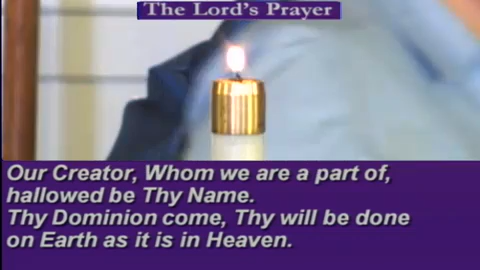 The Lord's Prayer
Our Creator, Whom we are a part of,
hallowed be Thy Name.
Thy Dominion come, Thy will be done
on Earth as it is in Heaven.